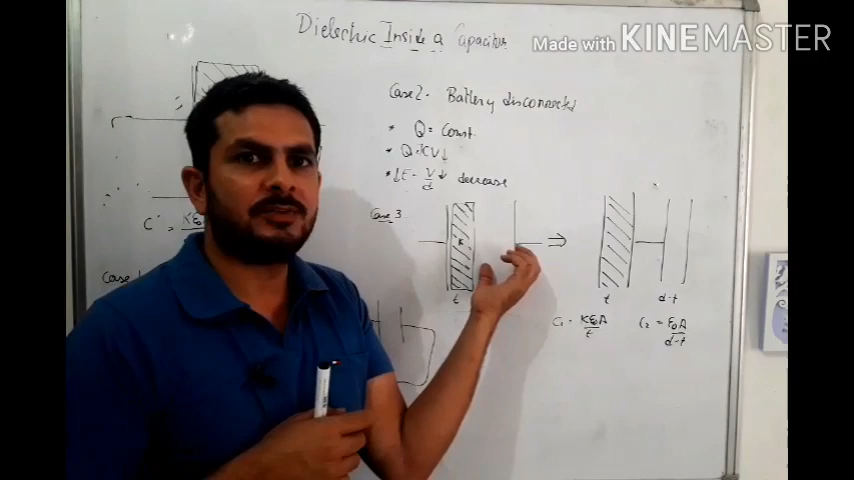 Dielectric Inside a Capacitor
Made with KINEMASTER
Case 2. Battery disconnected
* Q = Const.
* Q = CV↓
* ↓E = V/d ↓ decrease
Case 3
K
⇒
t
t
d-t
C' = Kε₀
C₁ = Kε₀A/t
C₂ = ε₀A/d-t
Case 1